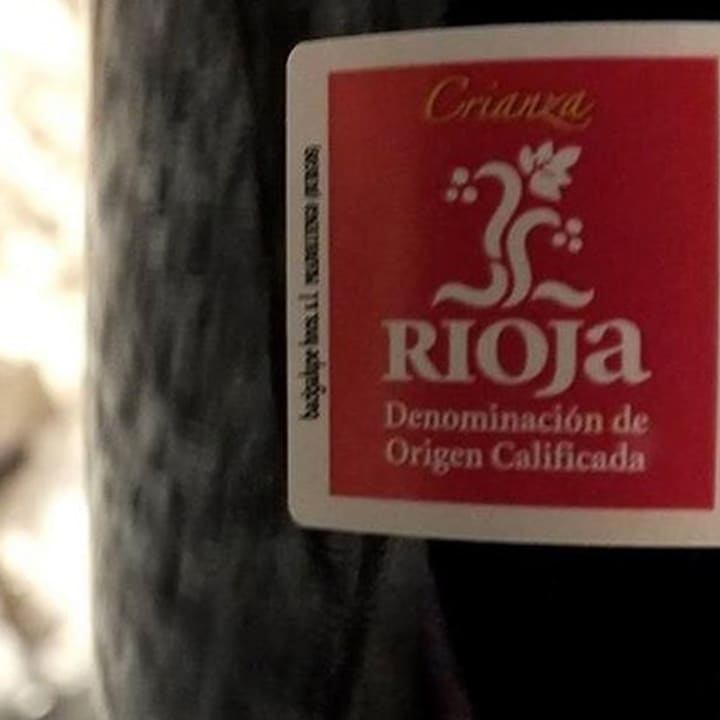 Crianza
RIOJa
Denominación de
Origen Calificada